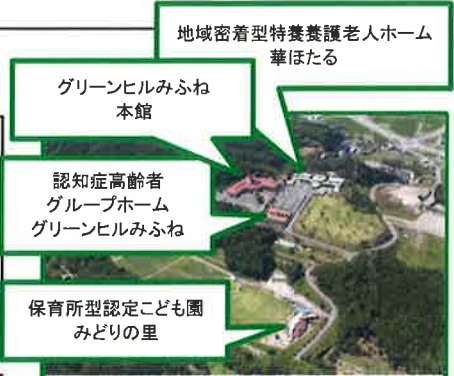 地域密着型特養養護老人ホーム
華ほたる
グリーンヒルみふね
本館
認知症高齢者
グループホーム
グリーンヒルみふね
保育所型認定こども園
みどりの里